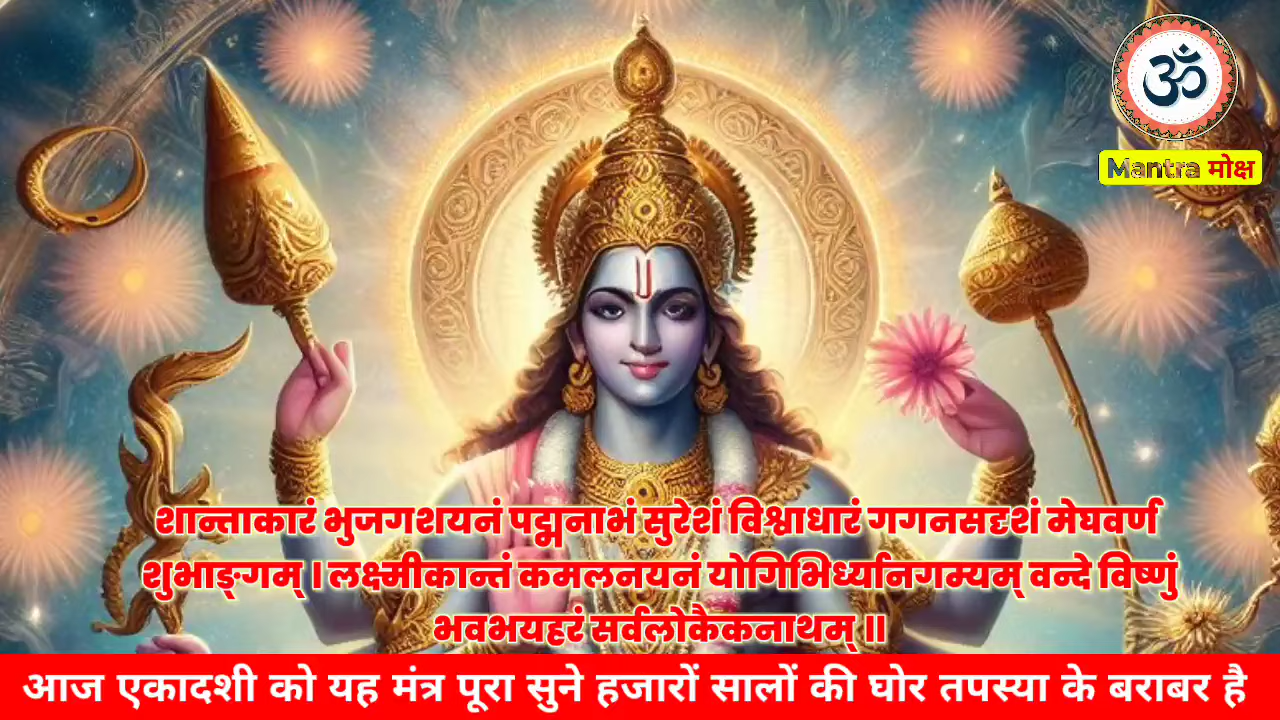 ॐ
Mantra मोक्ष
शान्ताकारं भुजगशयनं पद्मनाभं सुरेशं विश्वाधारं गगनसदृशं मेघवर्ण
शुभाङ्गम् । लक्ष्मीकान्तं कमलनयनं योगिभिर्ध्यानगम्यम् वन्दे विष्णुं
भवभयहरं सर्वलोकैकनाथम् ॥
आज एकादशी को यह मंत्र पूरा सुने हजारों सालों की घोर तपस्या के बराबर है